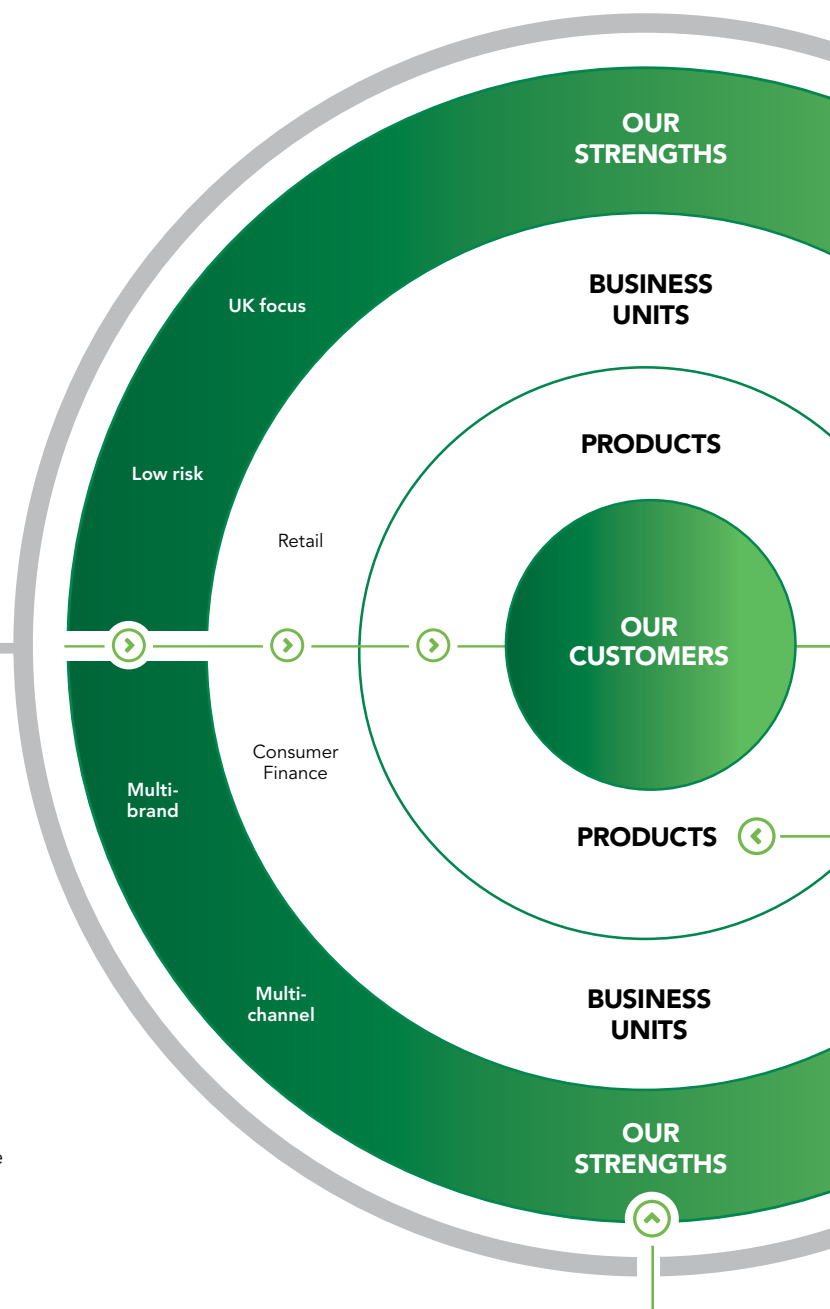 OUR
STRENGTHS
BUSINESS
UNITS
UK focus
PRODUCTS
Low risk
Retail
OUR
CUSTOMERS
Consumer
Finance
Multi-
brand
PRODUCTS
Multi-
channel
BUSINESS
UNITS
OUR
STRENGTHS
e